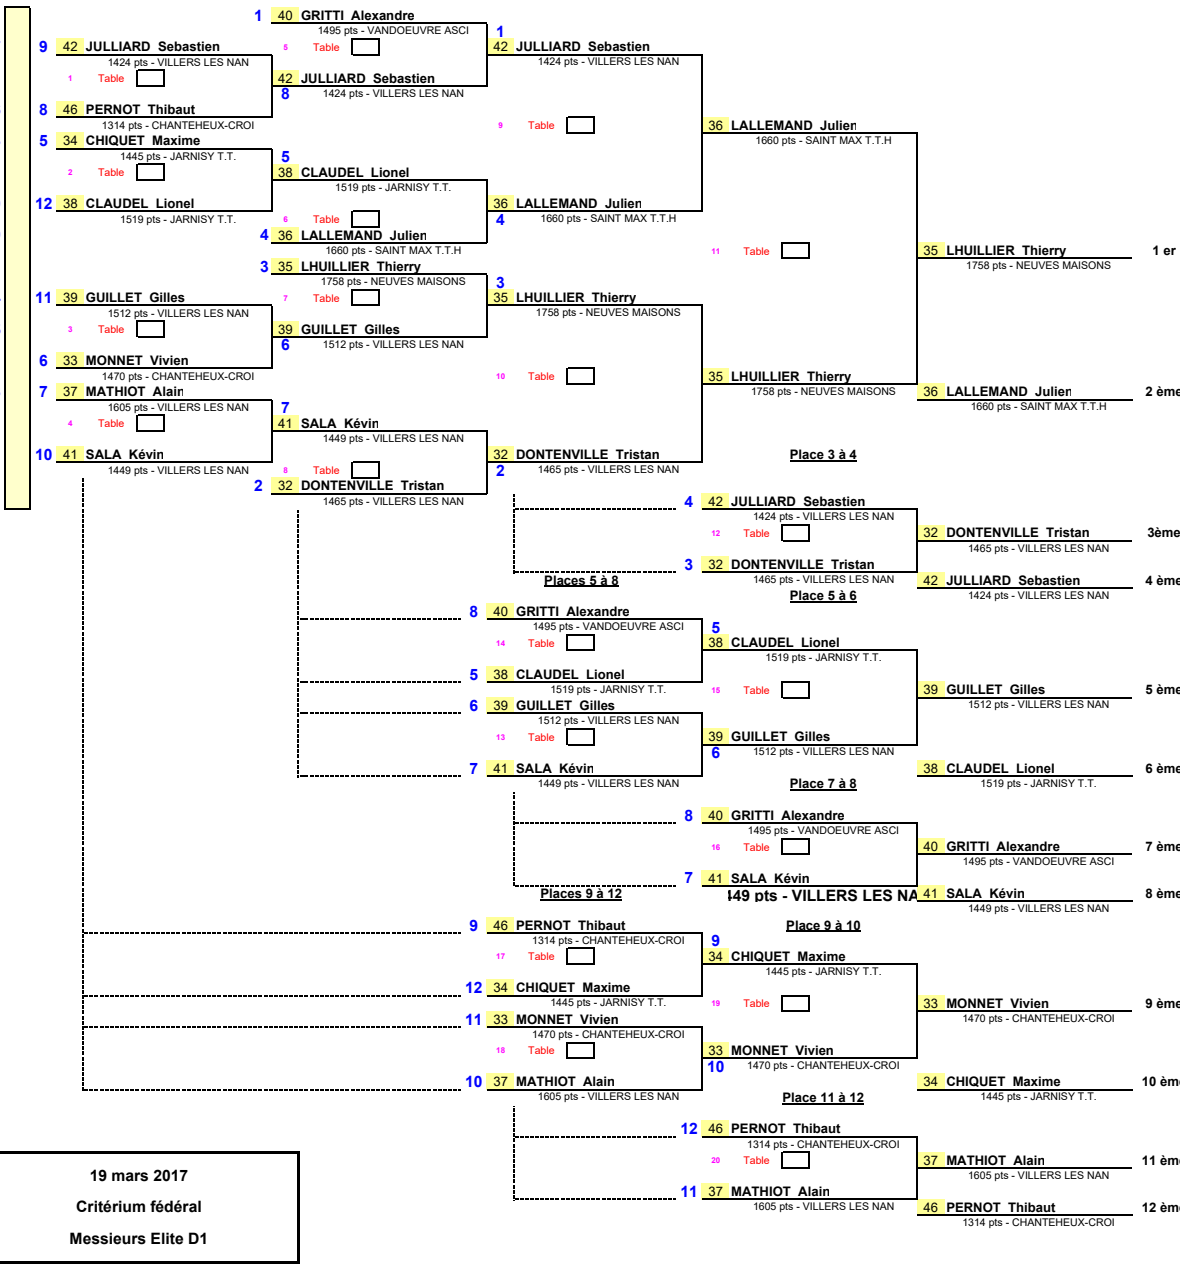 1 40 GRITTI Alexandre
1495 pts - VANDOEUVRE ASCI
1
9 42 JULLIARD Sebastien
5 Table
42 JULLIARD Sebastien
1424 pts - VILLERS LES NAN
1424 pts - VILLERS LES NAN
1 Table
42 JULLIARD Sebastien
8 1424 pts - VILLERS LES NAN
8 46 PERNOT Thibaut
1314 pts - CHANTEHEUX-CROI
9 Table
36 LALLEMAND Julien
1660 pts - SAINT MAX T.T.H
5 34 CHIQUET Maxime
1445 pts - JARNISY T.T.
5
2 Table
38 CLAUDEL Lionel
1519 pts - JARNISY T.T.
12 38 CLAUDEL Lionel
1519 pts - JARNISY T.T.
36 LALLEMAND Julien
4 1660 pts - SAINT MAX T.T.H
6 Table
4 36 LALLEMAND Julien
1660 pts - SAINT MAX T.T.H
11 Table
35 LHUILLIER Thierry 1 er
1758 pts - NEUVES MAISONS
3 35 LHUILLIER Thierry
1758 pts - NEUVES MAISONS
3
11 39 GUILLET Gilles
7 Table
35 LHUILLIER Thierry
1512 pts - VILLERS LES NAN
1758 pts - NEUVES MAISONS
3 Table
39 GUILLET Gilles
6 1512 pts - VILLERS LES NAN
6 33 MONNET Vivien
1470 pts - CHANTEHEUX-CROI
10 Table
35 LHUILLIER Thierry
1758 pts - NEUVES MAISONS
7 37 MATHIOT Alain
36 LALLEMAND Julien 2 ème
1605 pts - VILLERS LES NAN
7
1660 pts - SAINT MAX T.T.H
4 Table
41 SALA Kévin
1449 pts - VILLERS LES NAN
10 41 SALA Kévin
1449 pts - VILLERS LES NAN
32 DONTENVILLE Tristan
2 1465 pts - VILLERS LES NAN
Place 3 à 4
8 Table
2 32 DONTENVILLE Tristan
1465 pts - VILLERS LES NAN
4 42 JULLIARD Sebastien
1424 pts - VILLERS LES NAN
12 Table
32 DONTENVILLE Tristan 3ème
1465 pts - VILLERS LES NAN
3 32 DONTENVILLE Tristan
1465 pts - VILLERS LES NAN
Places 5 à 8
42 JULLIARD Sebastien 4 ème
1424 pts - VILLERS LES NAN
Place 5 à 6
8 40 GRITTI Alexandre
1495 pts - VANDOEUVRE ASCI
5
14 Table
38 CLAUDEL Lionel
1519 pts - JARNISY T.T.
5 38 CLAUDEL Lionel
1519 pts - JARNISY T.T.
15 Table
39 GUILLET Gilles 5 ème
1512 pts - VILLERS LES NAN
6 39 GUILLET Gilles
1512 pts - VILLERS LES NAN
13 Table
39 GUILLET Gilles
6 1512 pts - VILLERS LES NAN
7 41 SALA Kévin
1449 pts - VILLERS LES NAN
38 CLAUDEL Lionel 6 ème
1519 pts - JARNISY T.T.
Place 7 à 8
8 40 GRITTI Alexandre
1495 pts - VANDOEUVRE ASCI
16 Table
40 GRITTI Alexandre 7 ème
1495 pts - VANDOEUVRE ASCI
7 41 SALA Kévin
Places 9 à 12
449 pts - VILLERS LES NA
41 SALA Kévin 8 ème
1449 pts - VILLERS LES NAN
Place 9 à 10
9 46 PERNOT Thibaut
1314 pts - CHANTEHEUX-CROI
9
17 Table
34 CHIQUET Maxime
1445 pts - JARNISY T.T.
12 34 CHIQUET Maxime
1445 pts - JARNISY T.T.
19 Table
33 MONNET Vivien 9 ème
1470 pts - CHANTEHEUX-CROI
11 33 MONNET Vivien
1470 pts - CHANTEHEUX-CROI
18 Table
33 MONNET Vivien
10 1470 pts - CHANTEHEUX-CROI
10 37 MATHIOT Alain
1605 pts - VILLERS LES NAN
34 CHIQUET Maxime 10 ème
1445 pts - JARNISY T.T.
Place 11 à 12
12 46 PERNOT Thibaut
1314 pts - CHANTEHEUX-CROI
20 Table
37 MATHIOT Alain 11 ème
1605 pts - VILLERS LES NAN
11 37 MATHIOT Alain
1605 pts - VILLERS LES NAN
46 PERNOT Thibaut 12 ème
1314 pts - CHANTEHEUX-CROI
19 mars 2017
Critérium fédéral
Messieurs Elite D1